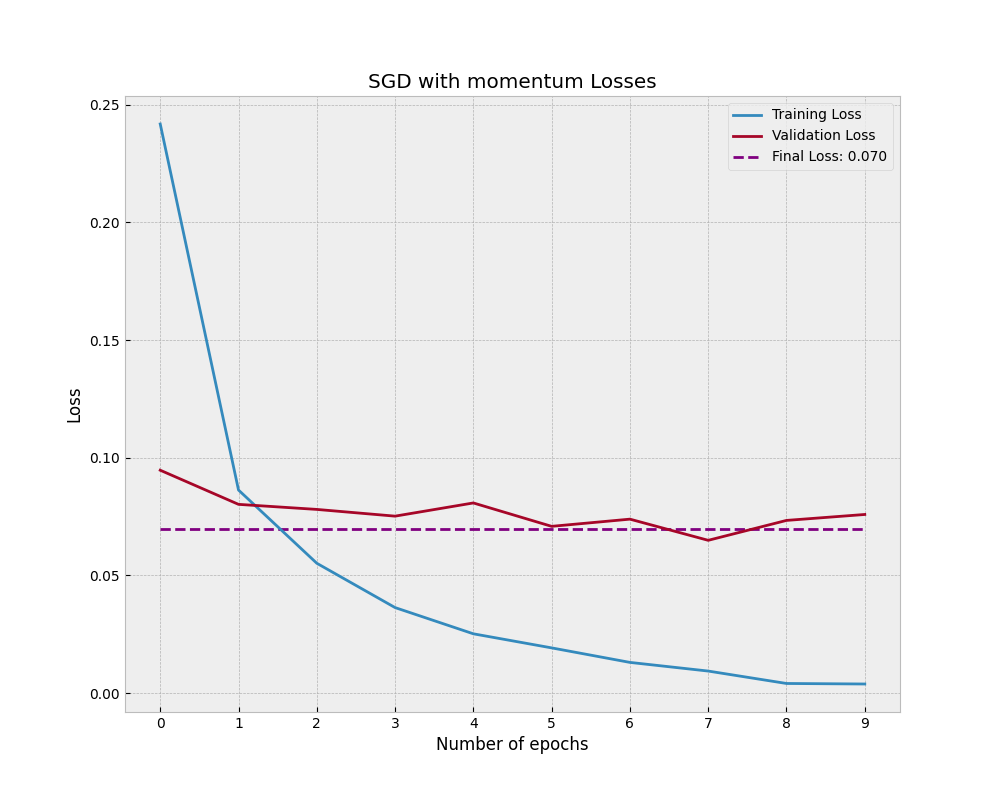 SGD with momentum Losses
Training Loss
Validation Loss
Final Loss: 0.070
0.25
0.20
0.15
0.10
0.05
0.00
Loss
0 1 2 3 4 5 6 7 8 9
Number of epochs